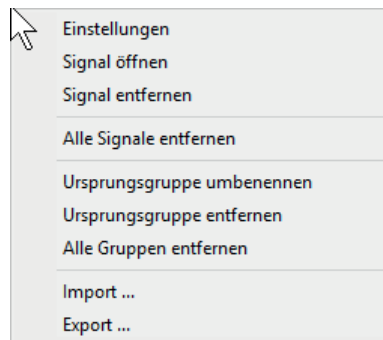 Einstellungen
Signal öffnen
Signal entfernen
Alle Signale entfernen
Ursprungsgruppe umbenennen
Ursprungsgruppe entfernen
Alle Gruppen entfernen
Import ...
Export ...